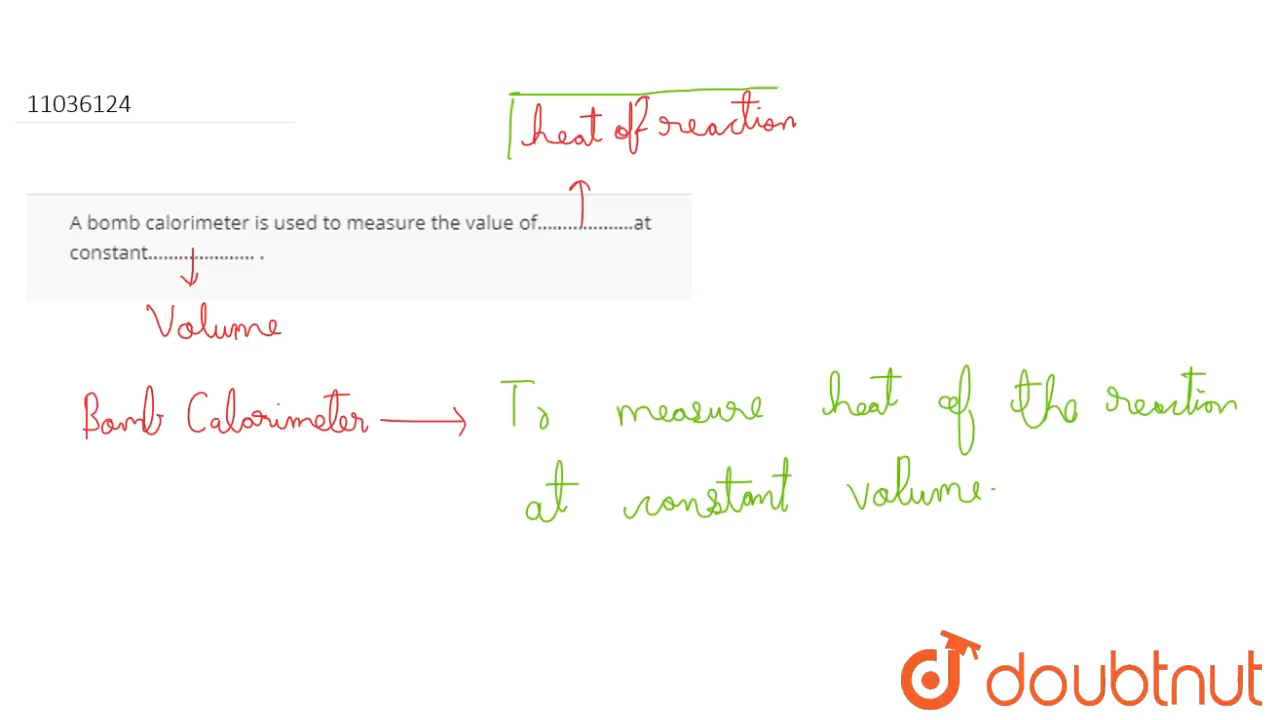 11036124
heat of reaction
A bomb calorimeter is used to measure the value of...................at
constant..................... .
Volume
Bomb Calorimeter → To measure heat of the reaction
at constant volume.
doubtnut